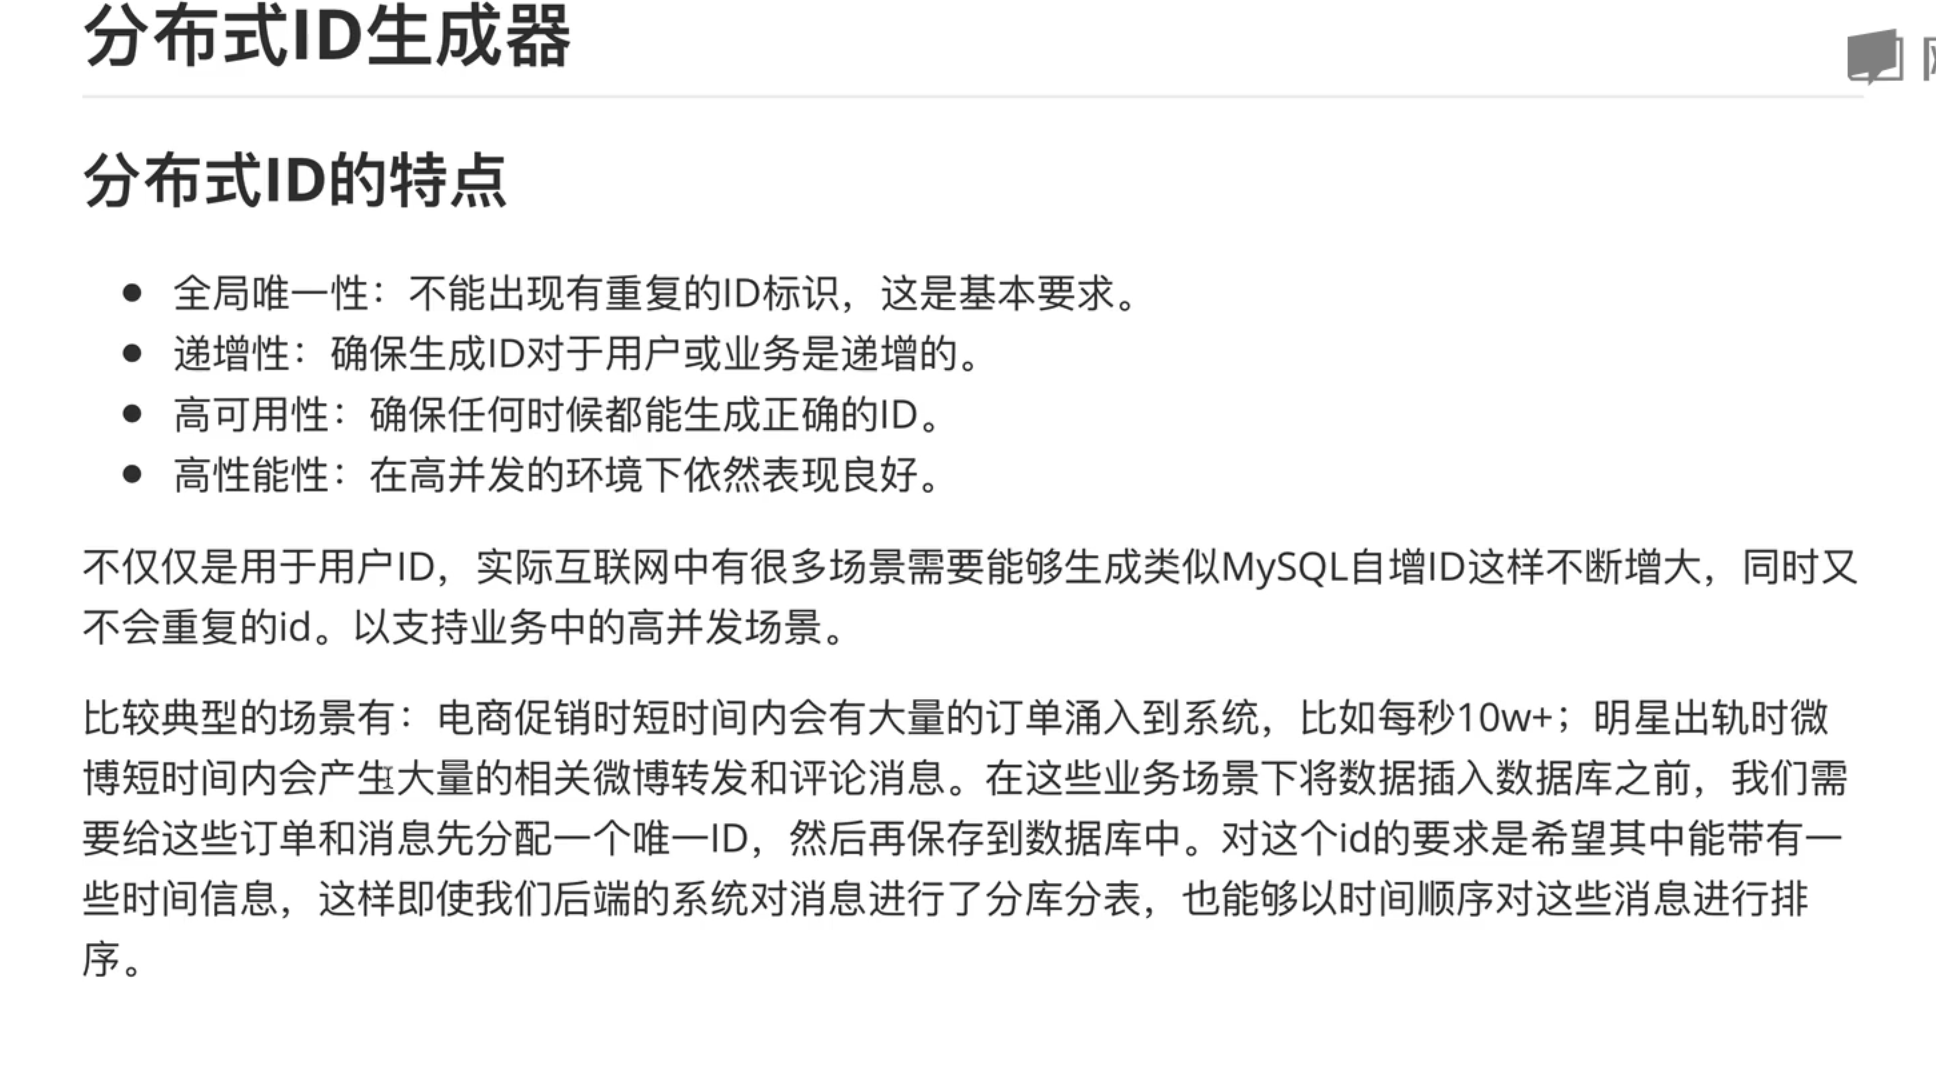 分布式ID生成器
分布式ID的特点
全局唯一性：不能出现有重复的ID标识，这是基本要求。
递增性：确保生成ID对于用户或业务是递增的。
高可用性：确保任何时候都能生成正确的ID。
高性能性：在高并发的环境下依然表现良好。
不仅仅是用于用户ID，实际互联网中有很多场景需要能够生成类似MySQL自增ID这样不断增大，同时又
不会重复的id。以支持业务中的高并发场景。
比较典型的场景有：电商促销时短时间内会有大量的订单涌入到系统，比如每秒10w+；明星出轨时微
博短时间内会产生大量的相关微博转发和评论消息。在这些业务场景下将数据插入数据库之前，我们需
要给这些订单和消息先分配一个唯一ID，然后再保存到数据库中。对这个id的要求是希望其中能带有一
些时间信息，这样即使我们后端的系统对消息进行了分库分表，也能够以时间顺序对这些消息进行排
序。